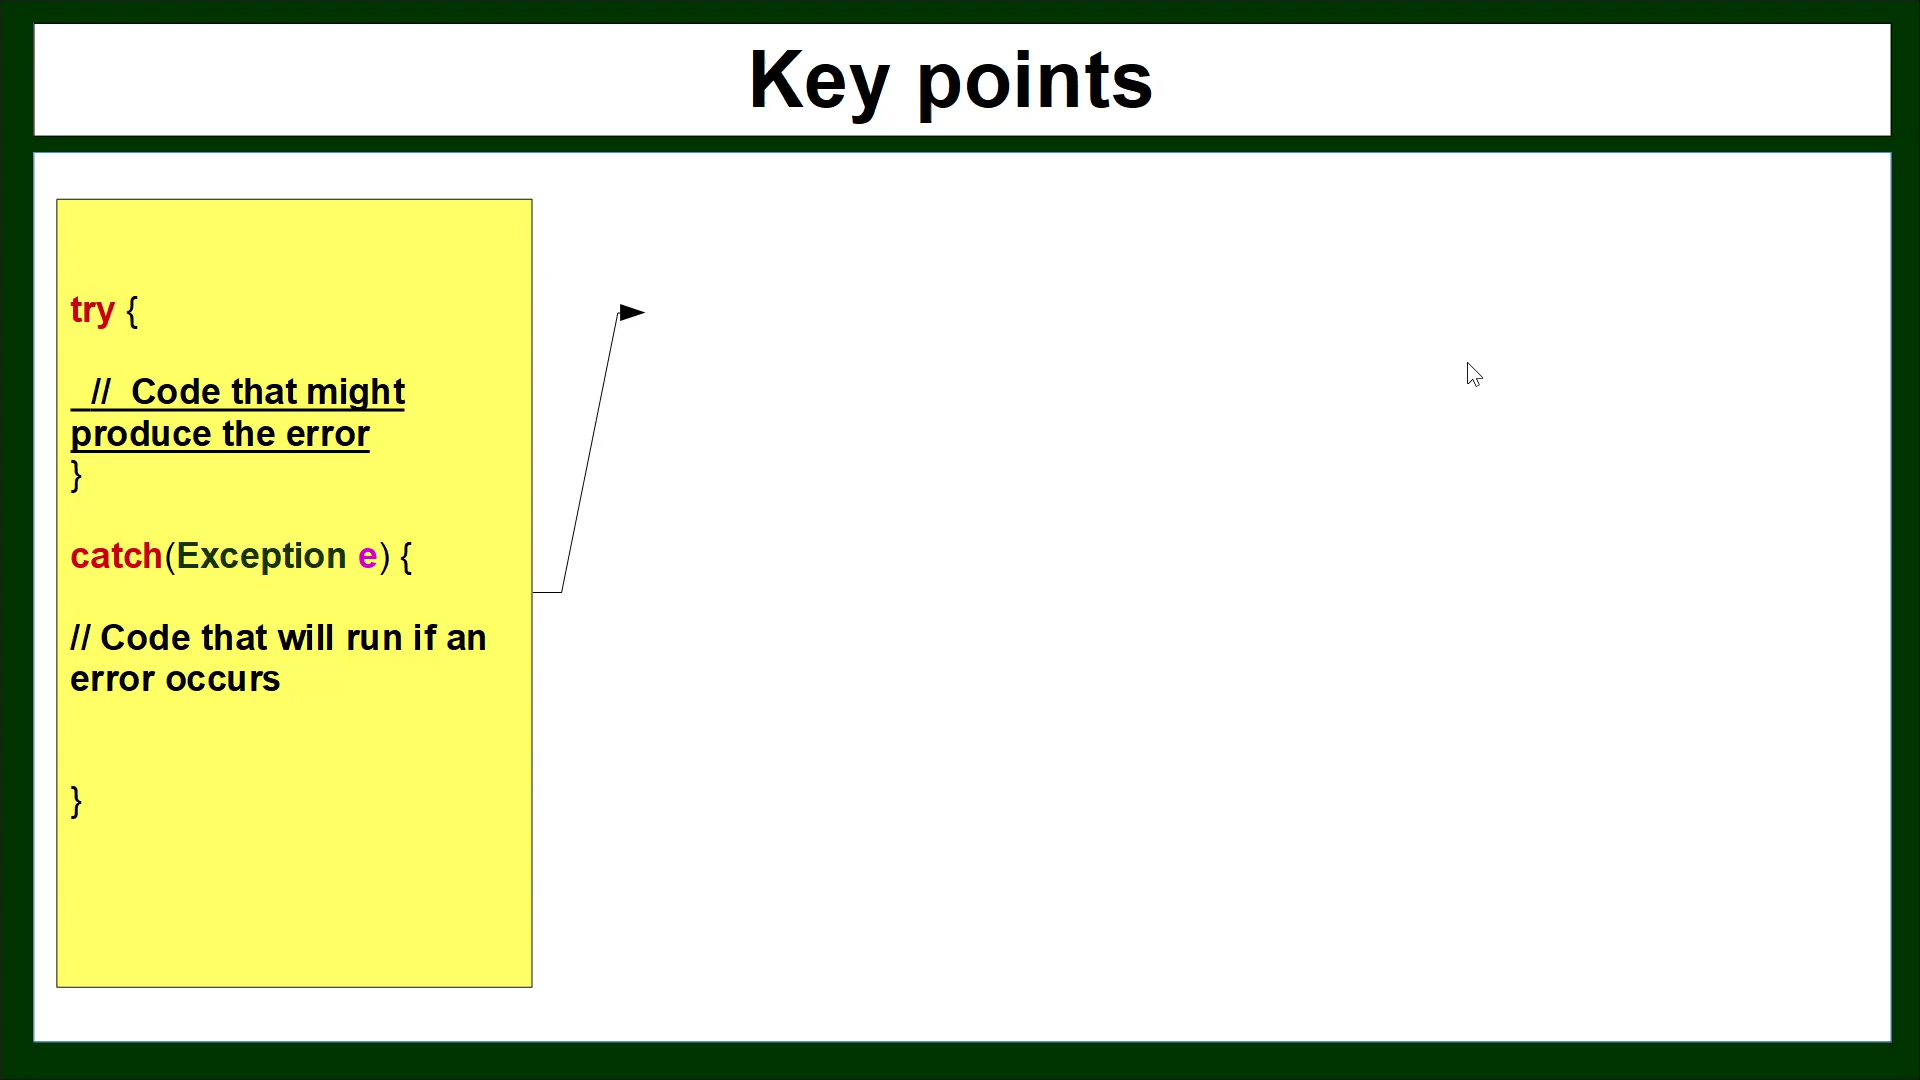 Key points
try {
// Code that might
produce the error
}
catch(Exception e) {
// Code that will run if an
error occurs
}